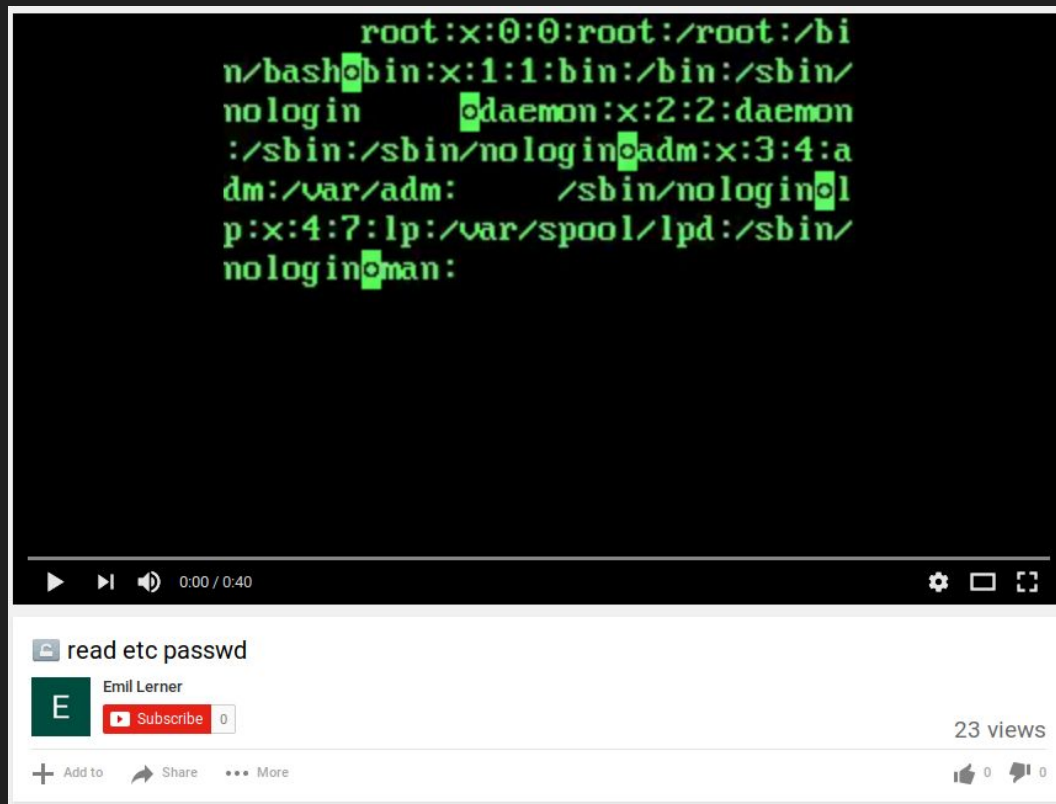 root:x:0:0:root:/root:/bi
n/bash◘bin:x:1:1:bin:/bin:/sbin/
nologin ◘daemon:x:2:2:daemon
:/sbin:/sbin/nologin◘adm:x:3:4:a
dm:/var/adm: /sbin/nologin◘l
p:x:4:7:lp:/var/spool/lpd:/sbin/
nologin◘man:
0:00 / 0:40
read etc passwd
E
Emil Lerner
Subscribe 0
23 views
Add to Share More 0 0